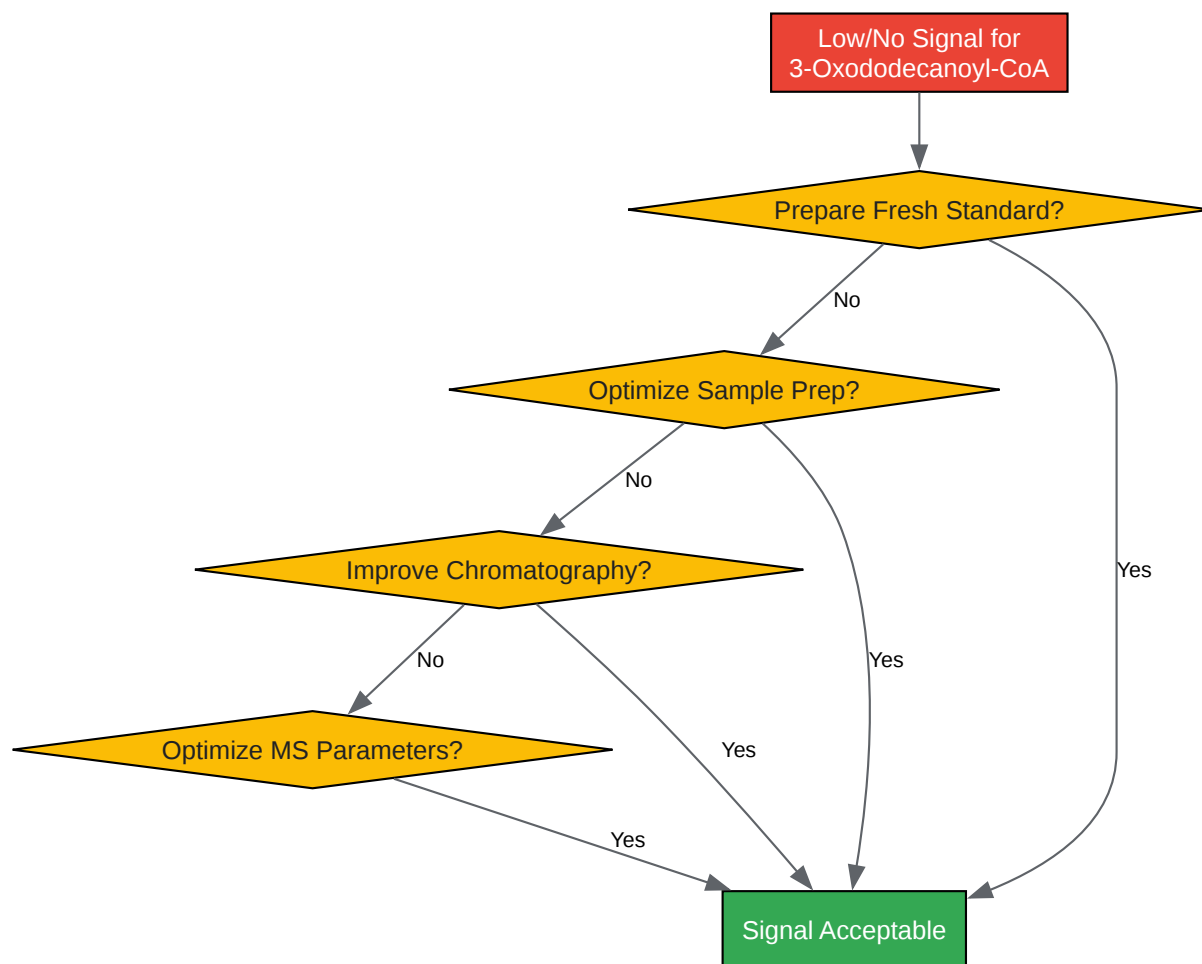 Low/No Signal for
3-Oxododecanoyl-CoA
Prepare Fresh Standard?
No
Optimize Sample Prep?
No
Improve Chromatography?
Yes
No
Yes
Optimize MS Parameters?
Yes
Yes
Signal Acceptable